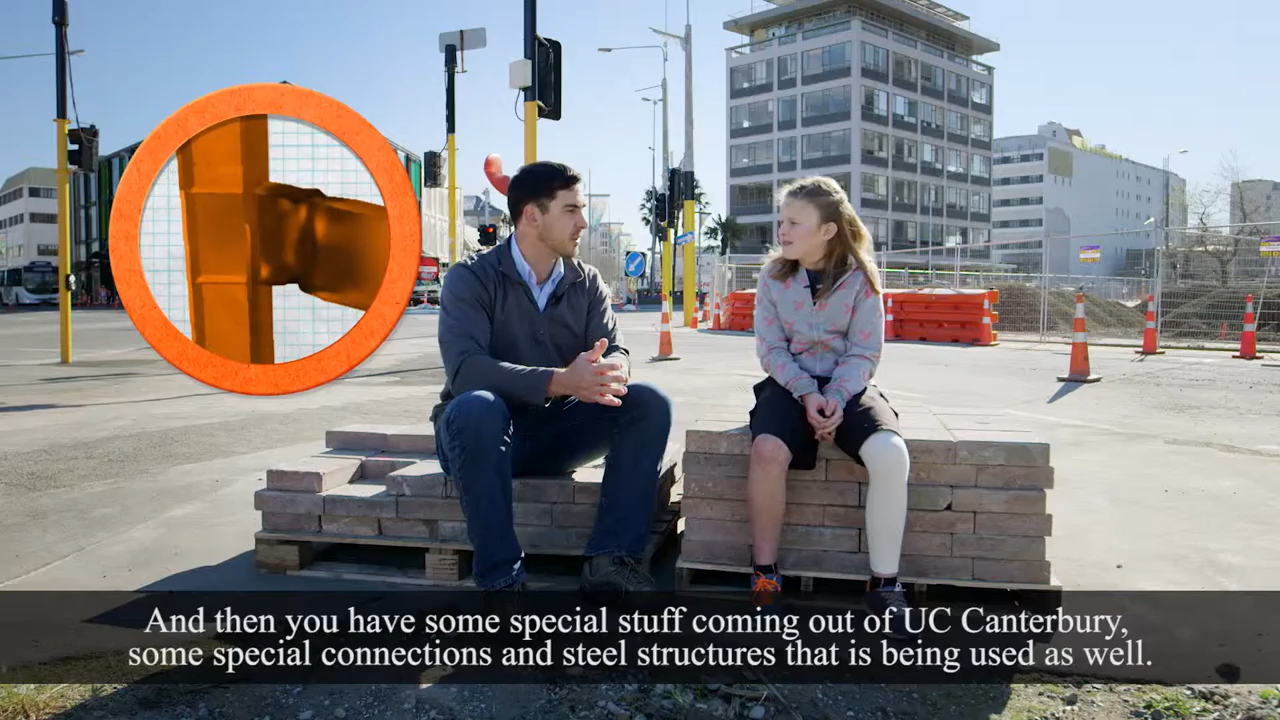 And then you have some special stuff coming out of UC Canterbury,
some special connections and steel structures that is being used as well.